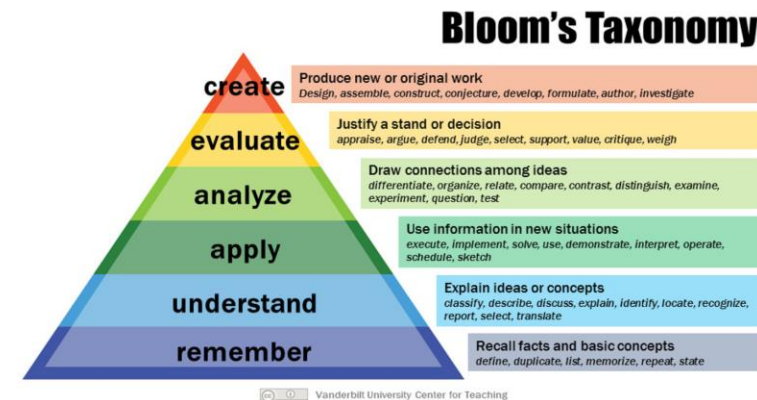 Bloom's Taxonomy
create
Produce new or original work
Design, assemble, construct, conjecture, develop, formulate, author, investigate
evaluate
Justify a stand or decision
appraise, argue, defend, judge, select, support, value, critique, weigh
analyze
Draw connections among ideas
differentiate, organize, relate, compare, contrast, distinguish, examine,
experiment, question, test
apply
Use information in new situations
execute, implement, solve, use, demonstrate, interpret, operate,
schedule, sketch
understand
Explain ideas or concepts
classify, describe, discuss, explain, identify, locate, recognize,
report, select, translate
remember
Recall facts and basic concepts
define, duplicate, list, memorize, repeat, state
cc Vanderbilt University Center for Teaching